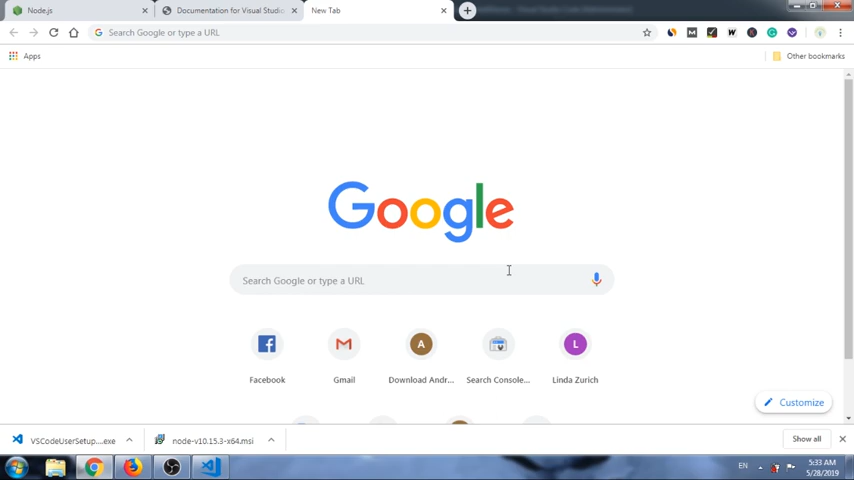 Node.js
Documentation for Visual Studio
New Tab
Search Google or type a URL
Apps
Other bookmarks
Google
Search Google or type a URL
Facebook
Gmail
Download Andr...
Search Console...
Linda Zurich
Customize
VSCodeUserSetup....exe
node-v10.15.3-x64.msi
Show all
EN
5:33 AM
5/28/2019